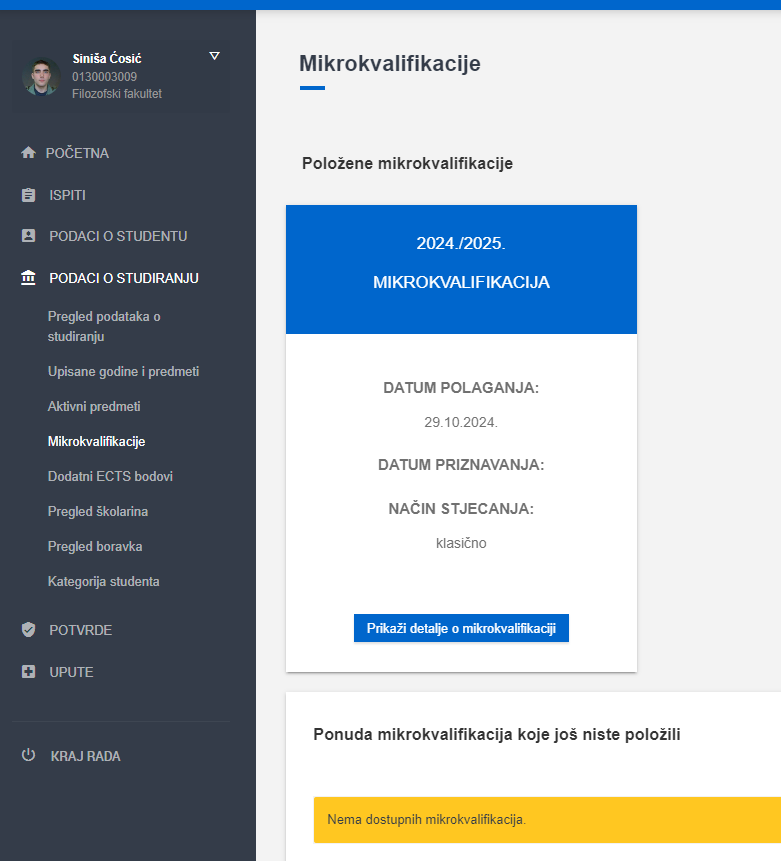 Siniša Ćosić
0130003009
Filozofski fakultet
POČETNA
ISPITI
PODACI O STUDENTU
PODACI O STUDIRANJU
Pregled podataka o
studiranju
Upisane godine i predmeti
Aktivni predmeti
Mikrokvalifikacije
Dodatni ECTS bodovi
Pregled školarina
Pregled boravka
Kategorija studenta
POTVRDE
UPUTE
KRAJ RADA
Mikrokvalifikacije
Položene mikrokvalifikacije
2024./2025.
MIKROKVALIFIKACIJA
DATUM POLAGANJA:
29.10.2024.
DATUM PRIZNAVANJA:
NAČIN STJECANJA:
klasično
Prikaži detalje o mikrokvalifikaciji
Ponuda mikrokvalifikacija koje još niste položili
Nema dostupnih mikrokvalifikacija.